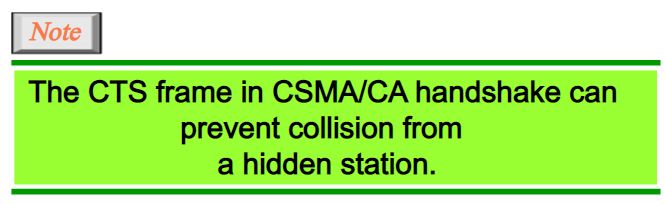 Note
The CTS frame in CSMA/CA handshake can
prevent collision from
a hidden station.